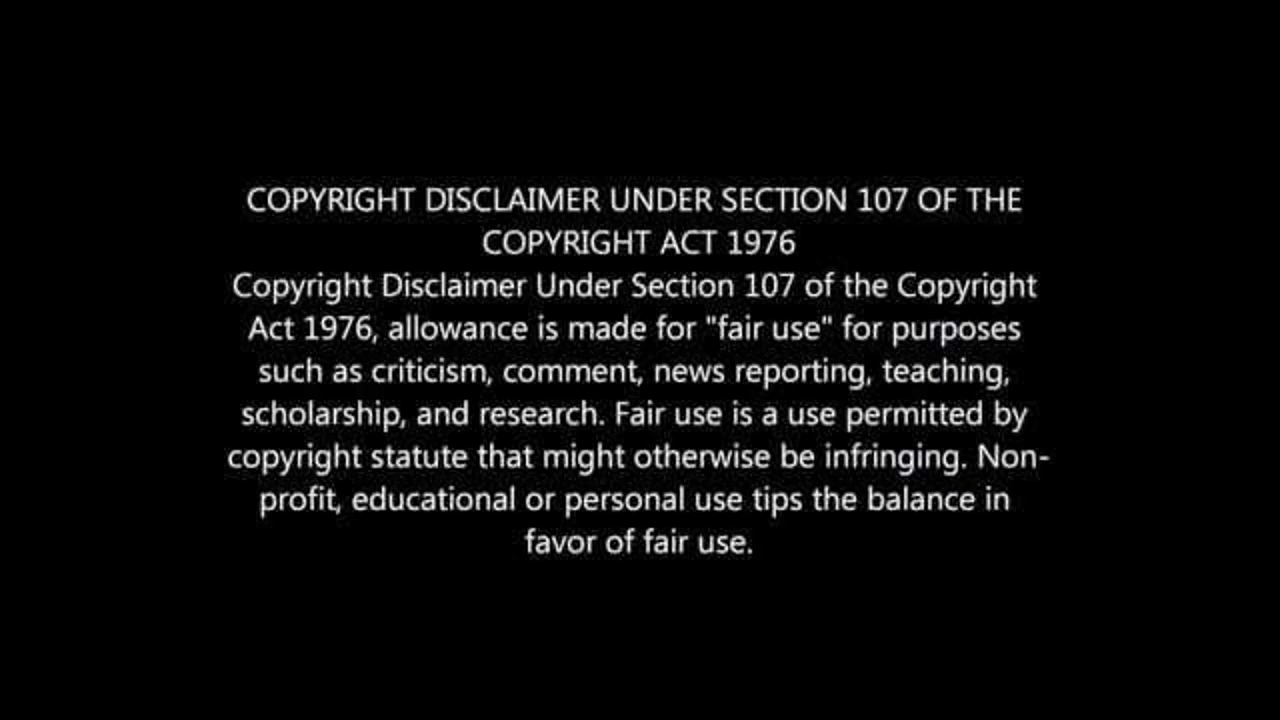 COPYRIGHT DISCLAIMER UNDER SECTION 107 OF THE
COPYRIGHT ACT 1976
Copyright Disclaimer Under Section 107 of the Copyright
Act 1976, allowance is made for "fair use" for purposes
such as criticism, comment, news reporting, teaching,
scholarship, and research. Fair use is a use permitted by
copyright statute that might otherwise be infringing. Non-
profit, educational or personal use tips the balance in
favor of fair use.